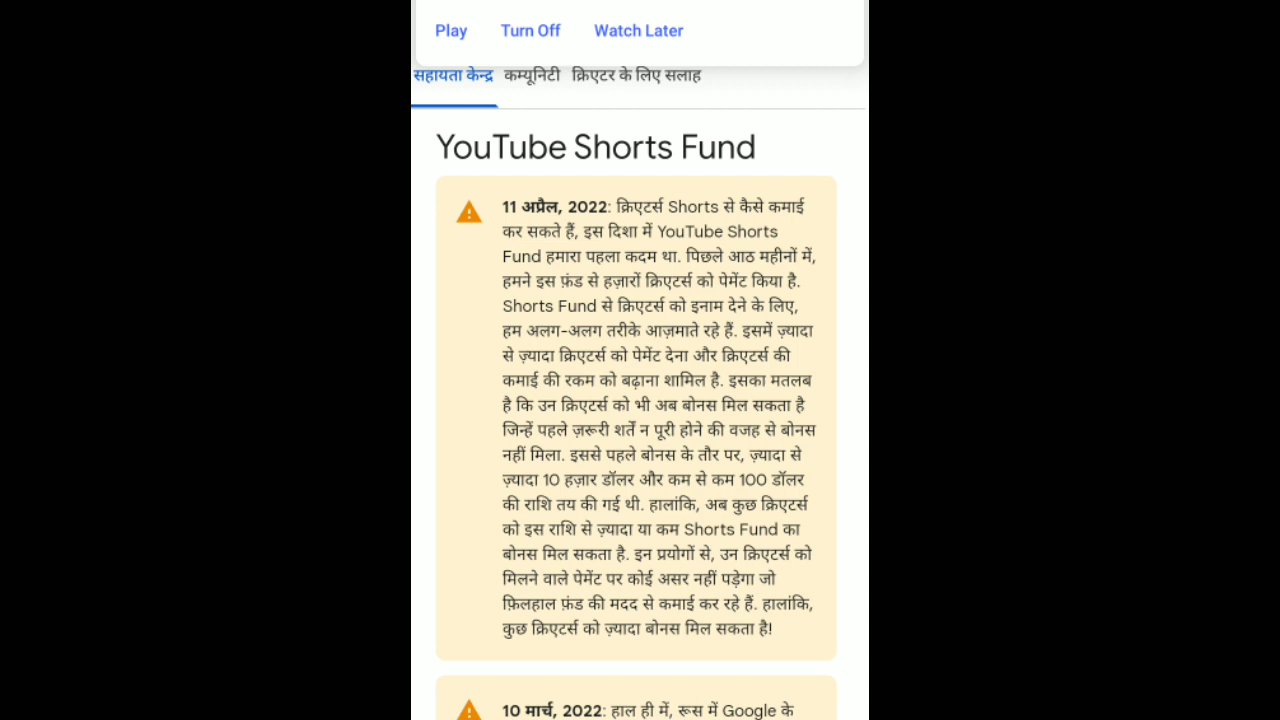 Play Turn Off Watch Later
सहायता केन्द्र कम्यूनिटी क्रिएटर के लिए सलाह
YouTube Shorts Fund
11 अप्रैल, 2022: क्रिएटर्स Shorts से कैसे कमाई
कर सकते हैं, इस दिशा में YouTube Shorts
Fund हमारा पहला कदम था. पिछले आठ महीनों में,
हमने इस फ़ंड से हज़ारों क्रिएटर्स को पेमेंट किया है.
Shorts Fund से क्रिएटर्स को इनाम देने के लिए,
हम अलग-अलग तरीके आज़माते रहे हैं. इसमें ज़्यादा
से ज़्यादा क्रिएटर्स को पेमेंट देना और क्रिएटर्स की
कमाई की रकम को बढ़ाना शामिल है. इसका मतलब
है कि उन क्रिएटर्स को भी अब बोनस मिल सकता है
जिन्हें पहले ज़रूरी शर्तें न पूरी होने की वजह से बोनस
नहीं मिला. इससे पहले बोनस के तौर पर, ज़्यादा से
ज़्यादा 10 हज़ार डॉलर और कम से कम 100 डॉलर
की राशि तय की गई थी. हालांकि, अब कुछ क्रिएटर्स
को इस राशि से ज़्यादा या कम Shorts Fund का
बोनस मिल सकता है. इन प्रयोगों से, उन क्रिएटर्स को
मिलने वाले पेमेंट पर कोई असर नहीं पड़ेगा जो
फ़िलहाल फ़ंड की मदद से कमाई कर रहे हैं. हालांकि,
कुछ क्रिएटर्स को ज़्यादा बोनस मिल सकता है!
10 मार्च, 2022: हाल ही में, रूस में Google के